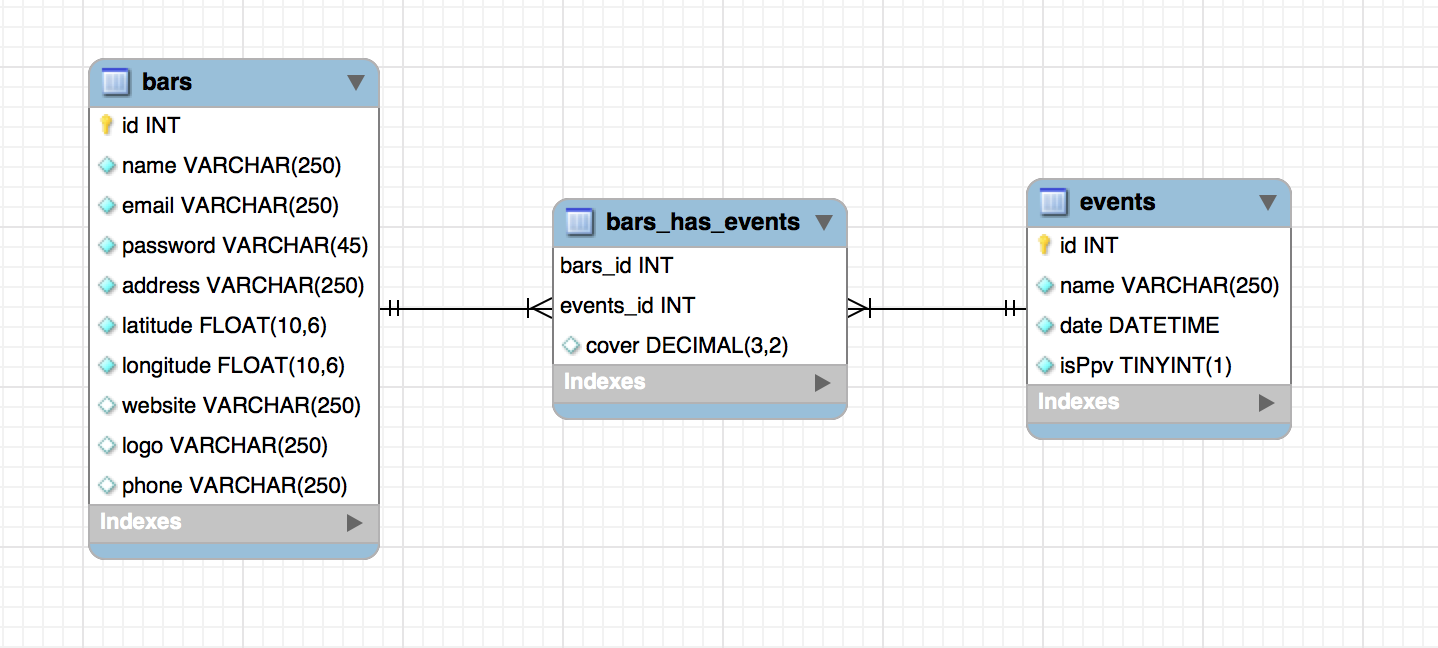 bars
id INT
name VARCHAR(250)
email VARCHAR(250)
password VARCHAR(45)
address VARCHAR(250)
latitude FLOAT(10,6)
longitude FLOAT(10,6)
website VARCHAR(250)
logo VARCHAR(250)
phone VARCHAR(250)
Indexes
bars_has_events
bars_id INT
events_id INT
cover DECIMAL(3,2)
Indexes
events
id INT
name VARCHAR(250)
date DATETIME
isPpv TINYINT(1)
Indexes